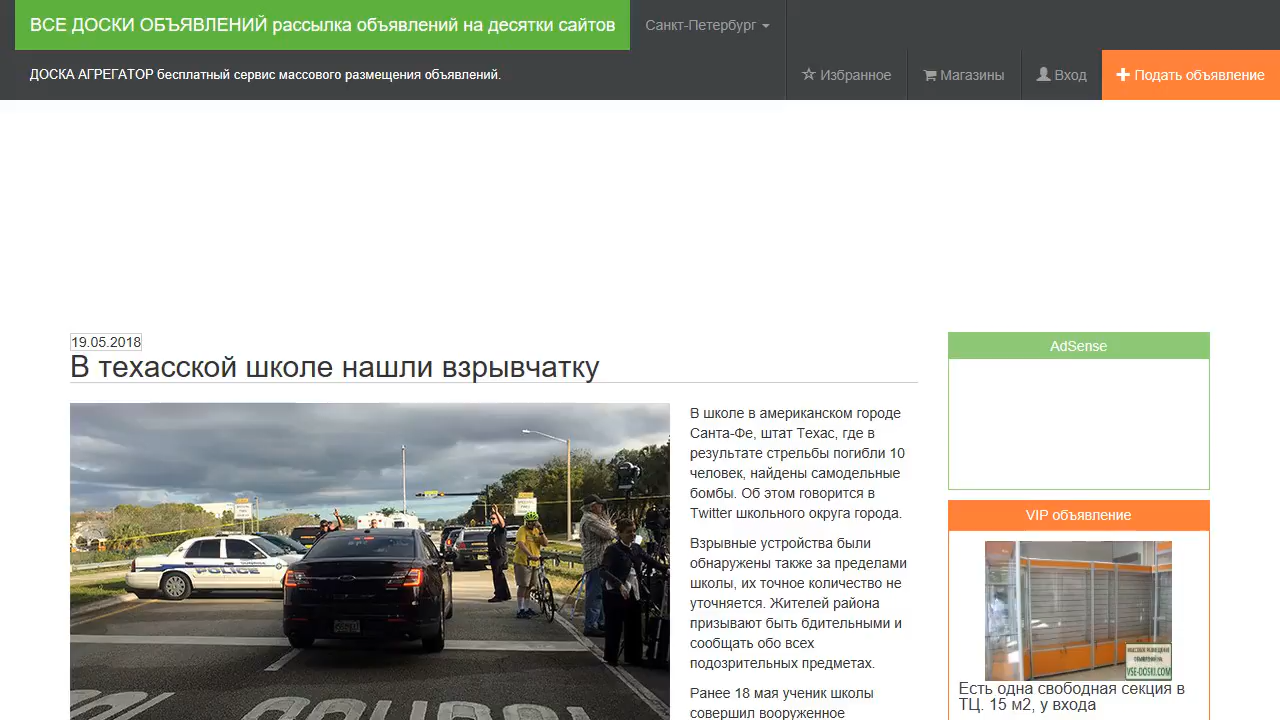 ВСЕ ДОСКИ ОБЪЯВЛЕНИЙ рассылка объявлений на десятки сайтов
Санкт-Петербург
ДОСКА АГРЕГАТОР бесплатный сервис массового размещения объявлений.
Избранное
Магазины
Вход
Подать объявление
19.05.2018
В техасской школе нашли взрывчатку
POLICE
В школе в американском городе
Санта-Фе, штат Техас, где в
результате стрельбы погибли 10
человек, найдены самодельные
бомбы. Об этом говорится в
Twitter школьного округа города.
Взрывные устройства были
обнаружены также за пределами
школы, их точное количество не
уточняется. Жителей района
призывают быть бдительными и
сообщать обо всех
подозрительных предметах.
Ранее 18 мая ученик школы
совершил вооруженное
AdSense
VIP объявление
VSE-DOSKI.COM
Есть одна свободная секция в
ТЦ. 15 м2, у входа